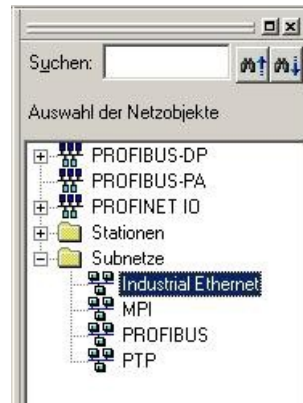 Suchen:
Auswahl der Netzobjekte
PROFIBUS-DP
PROFIBUS-PA
PROFINET IO
Stationen
Subnetze
Industrial Ethernet
MPI
PROFIBUS
PTP